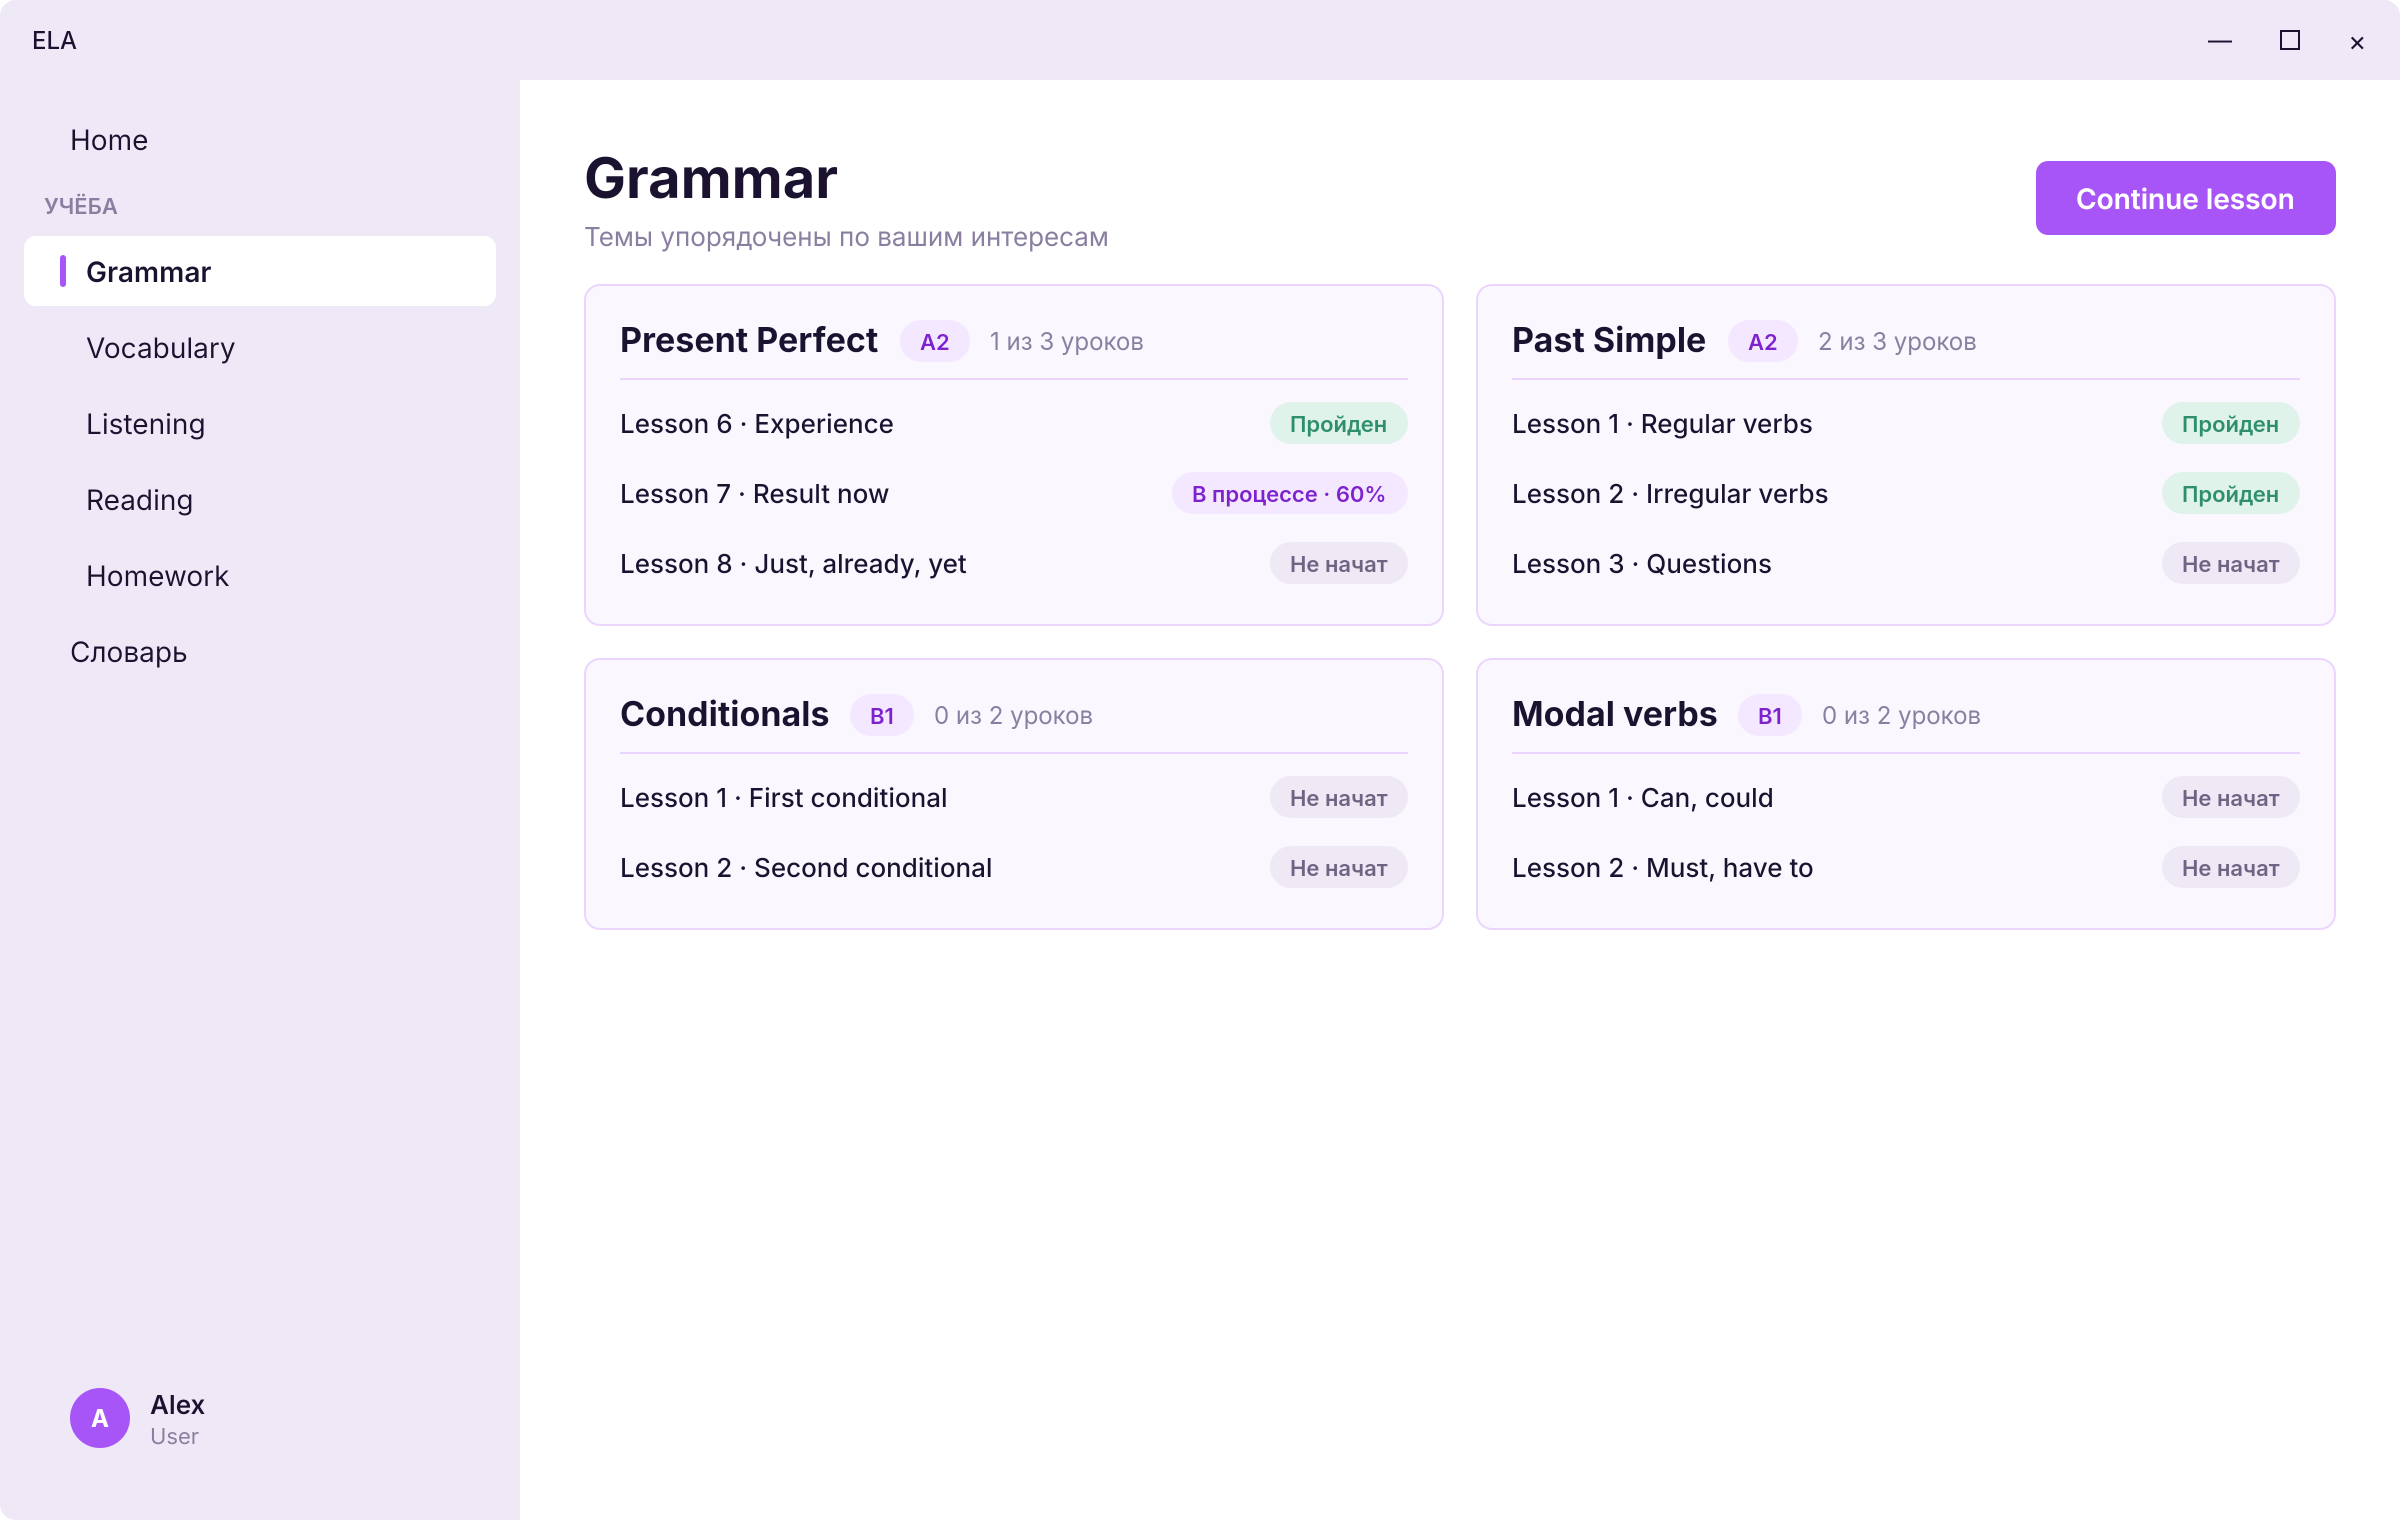 ELA
Home
УЧЁБА
Grammar
Vocabulary
Listening
Reading
Homework
Словарь
A
Alex
User
Grammar
Темы упорядочены по вашим интересам
Continue lesson
Present Perfect A2 1 из 3 уроков
Lesson 6 · Experience Пройден
Lesson 7 · Result now В процессе · 60%
Lesson 8 · Just, already, yet Не начат
Past Simple A2 2 из 3 уроков
Lesson 1 · Regular verbs Пройден
Lesson 2 · Irregular verbs Пройден
Lesson 3 · Questions Не начат
Conditionals B1 0 из 2 уроков
Lesson 1 · First conditional Не начат
Lesson 2 · Second conditional Не начат
Modal verbs B1 0 из 2 уроков
Lesson 1 · Can, could Не начат
Lesson 2 · Must, have to Не начат